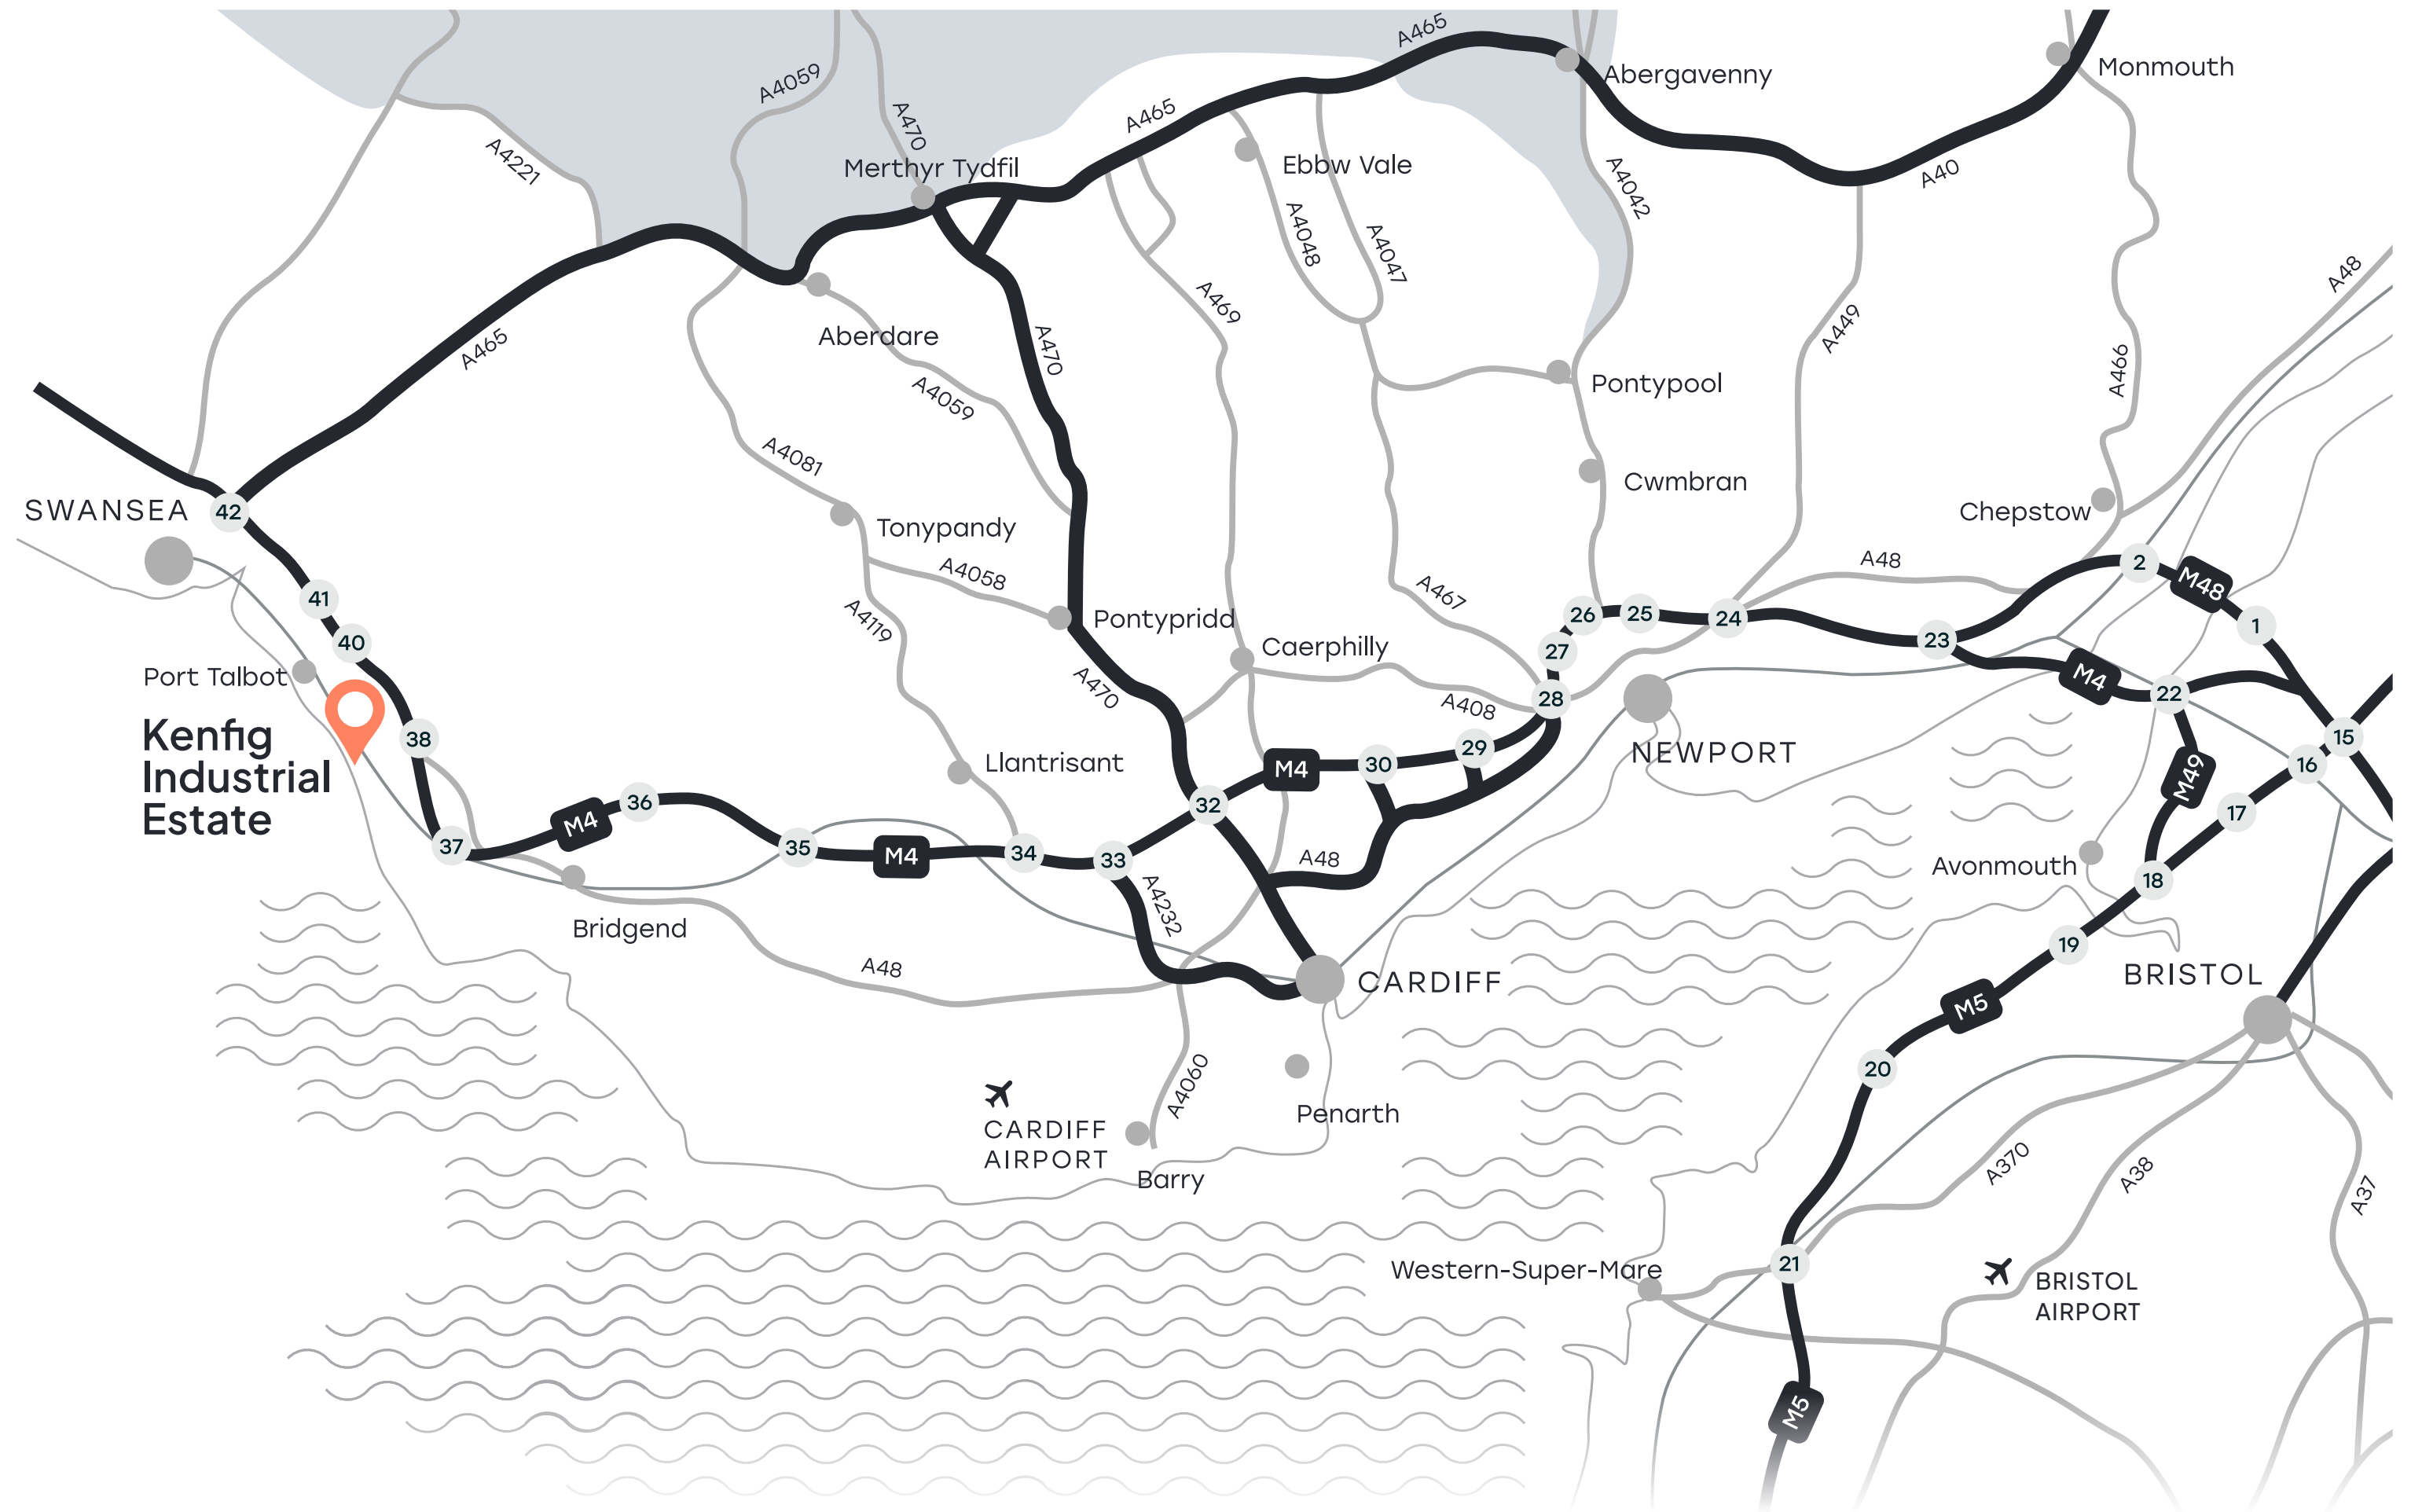 A465
Abergavenny
Monmouth
A4059
A470
A465
A4221
Merthyr Tydfil
Ebbw Vale
A40
A4042
A4048
A4047
A48
A469
A449
A465
Aberdare
A470
A466
A4059
Pontypool
A4081
Cwmbran
SWANSEA
42
Tonypandy
Chepstow
A4058
A48
2
M48
41
A4119
Pontypridd
A467
26
25
24
1
40
Caerphilly
27
23
Port Talbot
A470
M4
22
28
A408
Kenfig
Industrial
Estate
38
Llantrisant
M4
30
29
NEWPORT
15
16
M49
36
M4
32
17
37
35
M4
34
33
A48
Avonmouth
18
A4232
Bridgend
19
A48
CARDIFF
BRISTOL
M5
20
A4060
CARDIFF
AIRPORT
Penarth
Barry
A370
A38
A37
Western-Super-Mare
21
BRISTOL
AIRPORT
M5